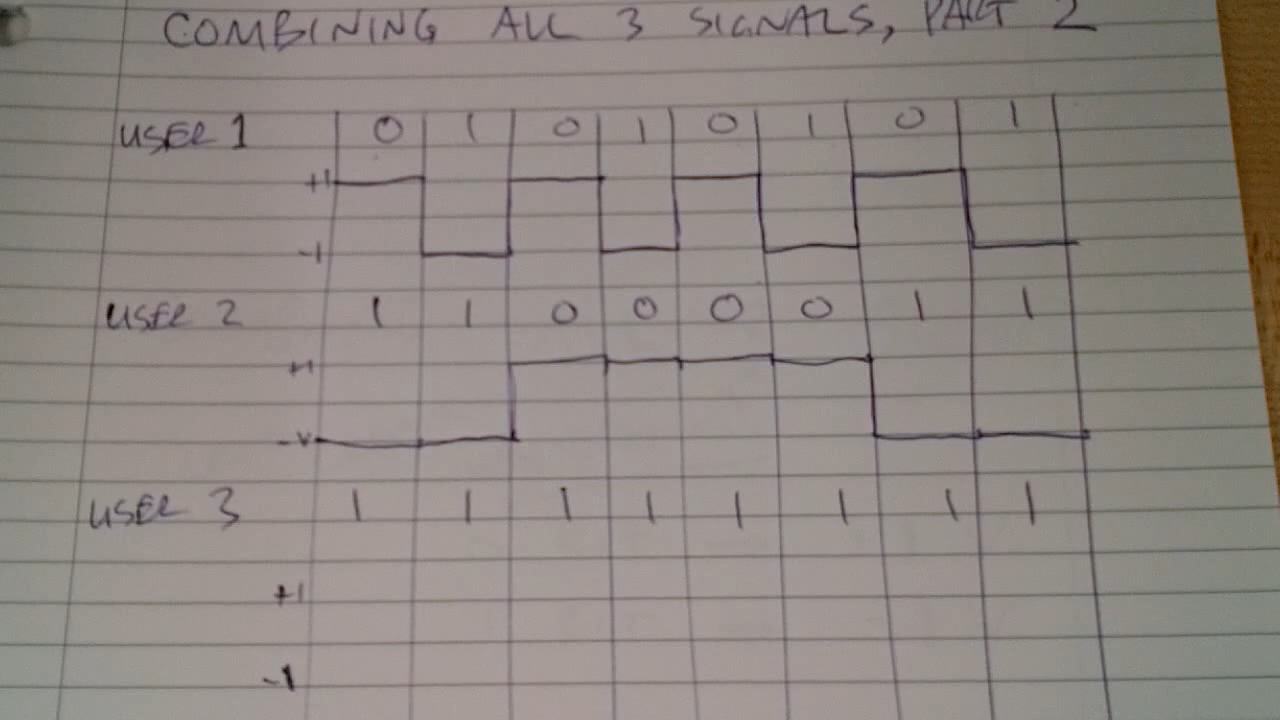 COMBINING ALL 3 SIGNALS, PART 2
USER 1 0 1 0 1 0 1 0 1
+1
-1
USER 2 1 1 0 0 0 0 1 1
+1
-1
USER 3 1 1 1 1 1 1 1 1
+1
-1